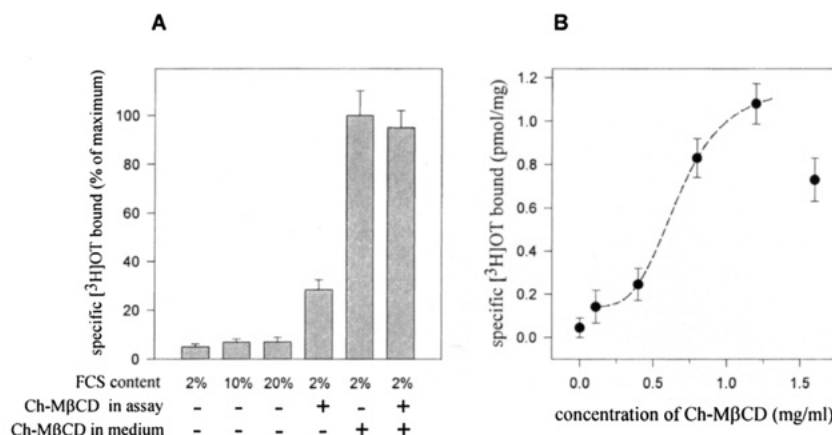 A
specific [³H]OT bound (% of maximum)
100
80
60
40
20
0
FCS content 2% 10% 20% 2% 2% 2%
Ch-MβCD in assay - - - + - +
Ch-MβCD in medium - - - - + +
B
specific [³H]OT bound (pmol/mg)
1.2
1.0
0.8
0.6
0.4
0.2
0.0
0.0 0.5 1.0 1.5
concentration of Ch-MβCD (mg/ml)